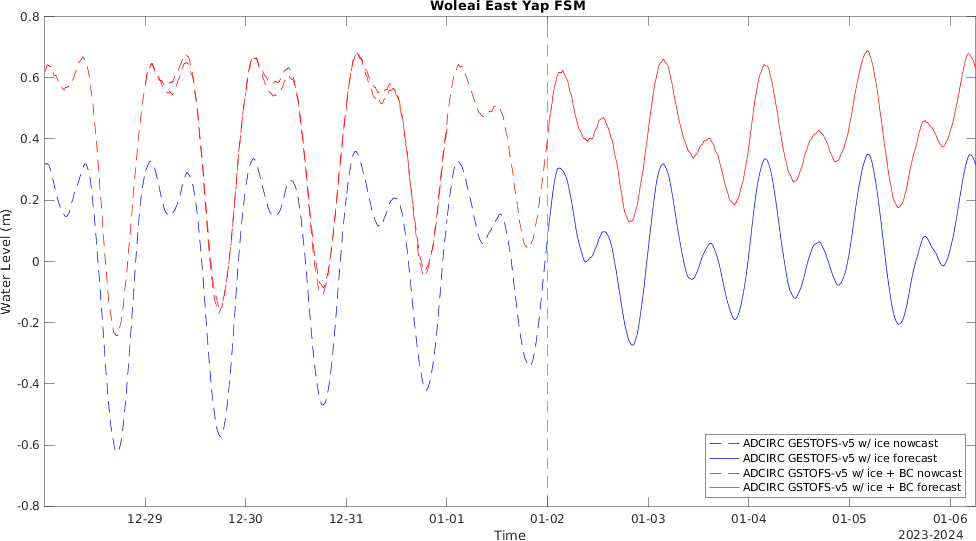 Woleai East Yap FSM
Water Level (m)
0.8
0.6
0.4
0.2
0
-0.2
-0.4
-0.6
-0.8
ADCIRC GESTOFS-v5 w/ ice nowcast
ADCIRC GESTOFS-v5 w/ ice forecast
ADCIRC GSTOFS-v5 w/ ice + BC nowcast
ADCIRC GSTOFS-v5 w/ ice + BC forecast
12-29 12-30 12-31 01-01 01-02 01-03 01-04 01-05 01-06
Time
2023-2024